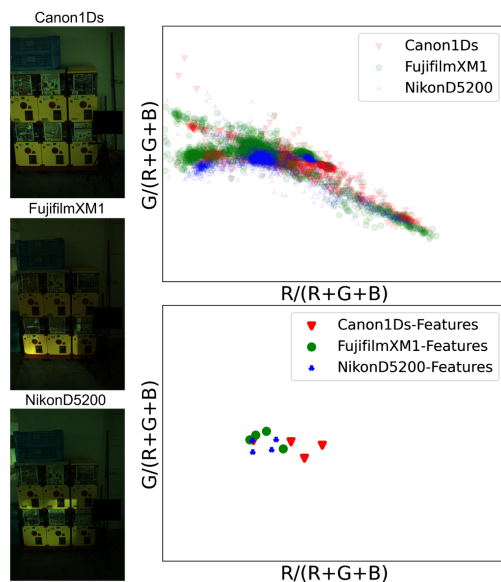 Canon1Ds
FujifilmXM1
NikonD5200
G/(R+G+B)
Canon1Ds
FujifilmXM1
NikonD5200
R/(R+G+B)
G/(R+G+B)
Canon1Ds-Features
FujifilmXM1-Features
NikonD5200-Features
R/(R+G+B)